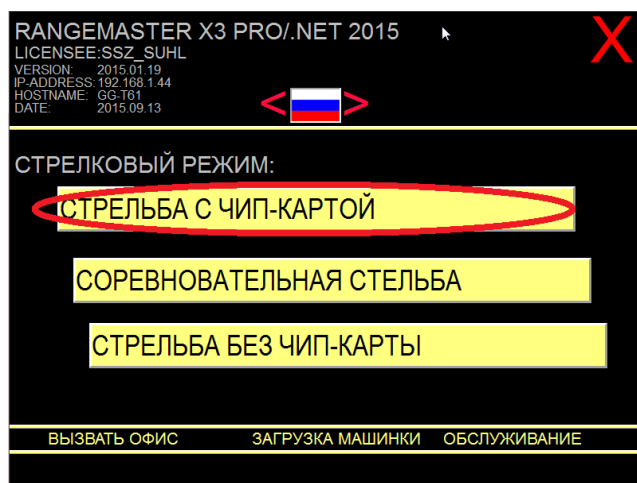 RANGEMASTER X3 PRO/.NET 2015
X
LICENSEE:SSZ_SUHL
VERSION: 2015.01.19
IP-ADDRESS: 192.168.1.44
HOSTNAME: GG-T61
DATE: 2015.09.13
< >
СТРЕЛКОВЫЙ РЕЖИМ:
СТРЕЛЬБА С ЧИП-КАРТОЙ
СОРЕВНОВАТЕЛЬНАЯ СТЕЛЬБА
СТРЕЛЬБА БЕЗ ЧИП-КАРТЫ
ВЫЗВАТЬ ОФИС ЗАГРУЗКА МАШИНКИ ОБСЛУЖИВАНИЕ